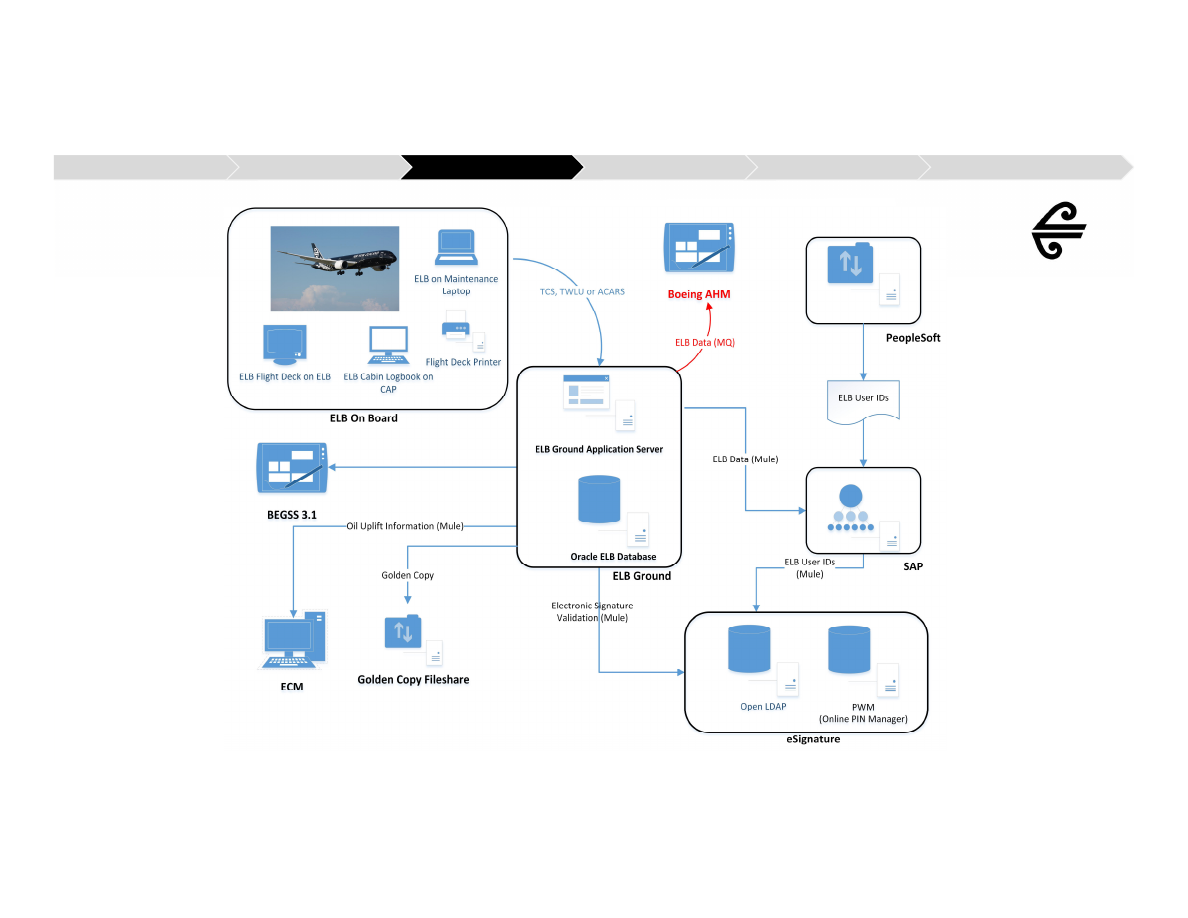 ELB on Maintenance
Laptop
Flight Deck Printer
ELB Flight Deck on ELB
ELB Cabin Logbook on
CAP
ELB On Board
TCS, TWLU or ACARS
Boeing AHM
ELB Data (MQ)
PeopleSoft
ELB User IDs
ELB Ground Application Server
Oracle ELB Database
ELB Ground
ELB Data (Mule)
SAP
ELB User IDs
(Mule)
BEGSS 3.1
Oil Uplift Information (Mule)
Golden Copy
Electronic Signature
Validation (Mule)
ECM
Golden Copy Fileshare
Open LDAP
PWM
(Online PIN Manager)
eSignature